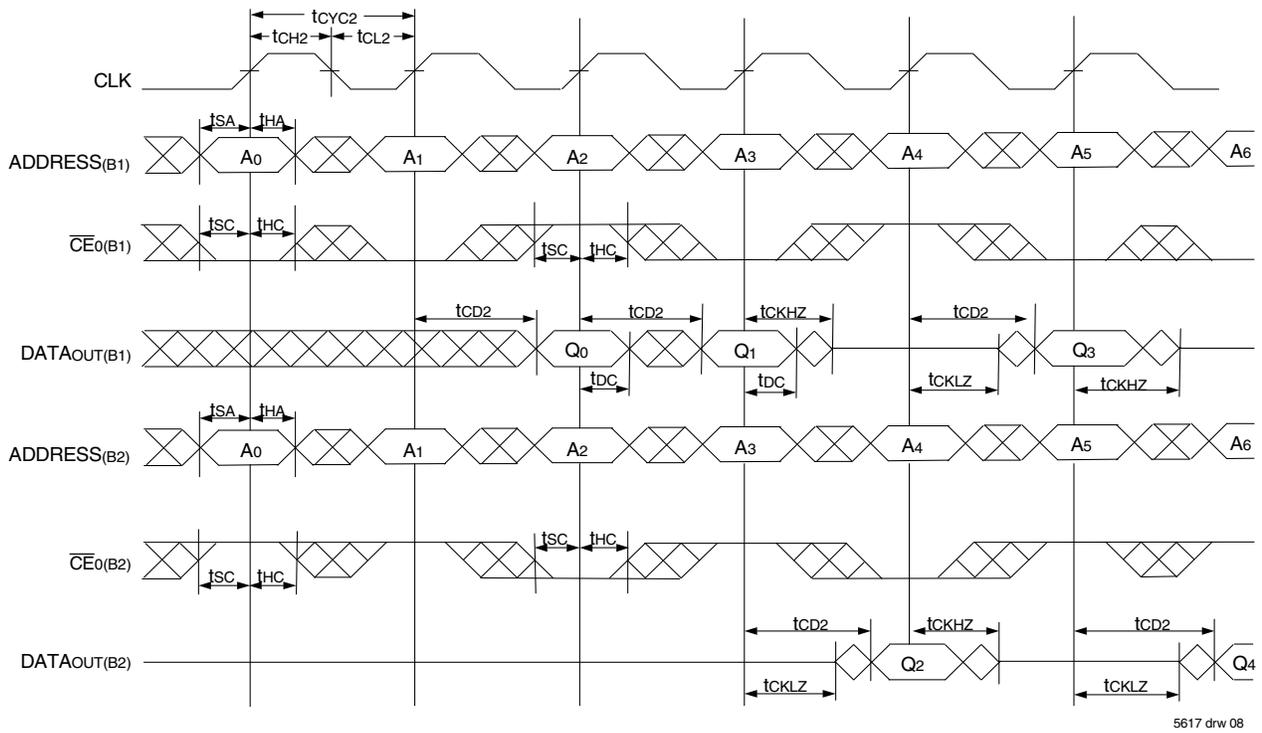 tCYC2
tCH2 tCL2
CLK
tSA tHA
ADDRESS(B1) A0 A1 A2 A3 A4 A5 A6
tSC tHC
CE0(B1)
tSC tHC
tCD2 tCD2 tCKHZ tCD2
DATAOUT(B1) Q0 Q1 Q3
tDC tDC tCKLZ tCKHZ
tSA tHA
ADDRESS(B2) A0 A1 A2 A3 A4 A5 A6
tSC tHC
CE0(B2)
tSC tHC
tCD2 tCKHZ tCD2
DATAOUT(B2) Q2 Q4
tCKLZ tCKLZ
5617 drw 08